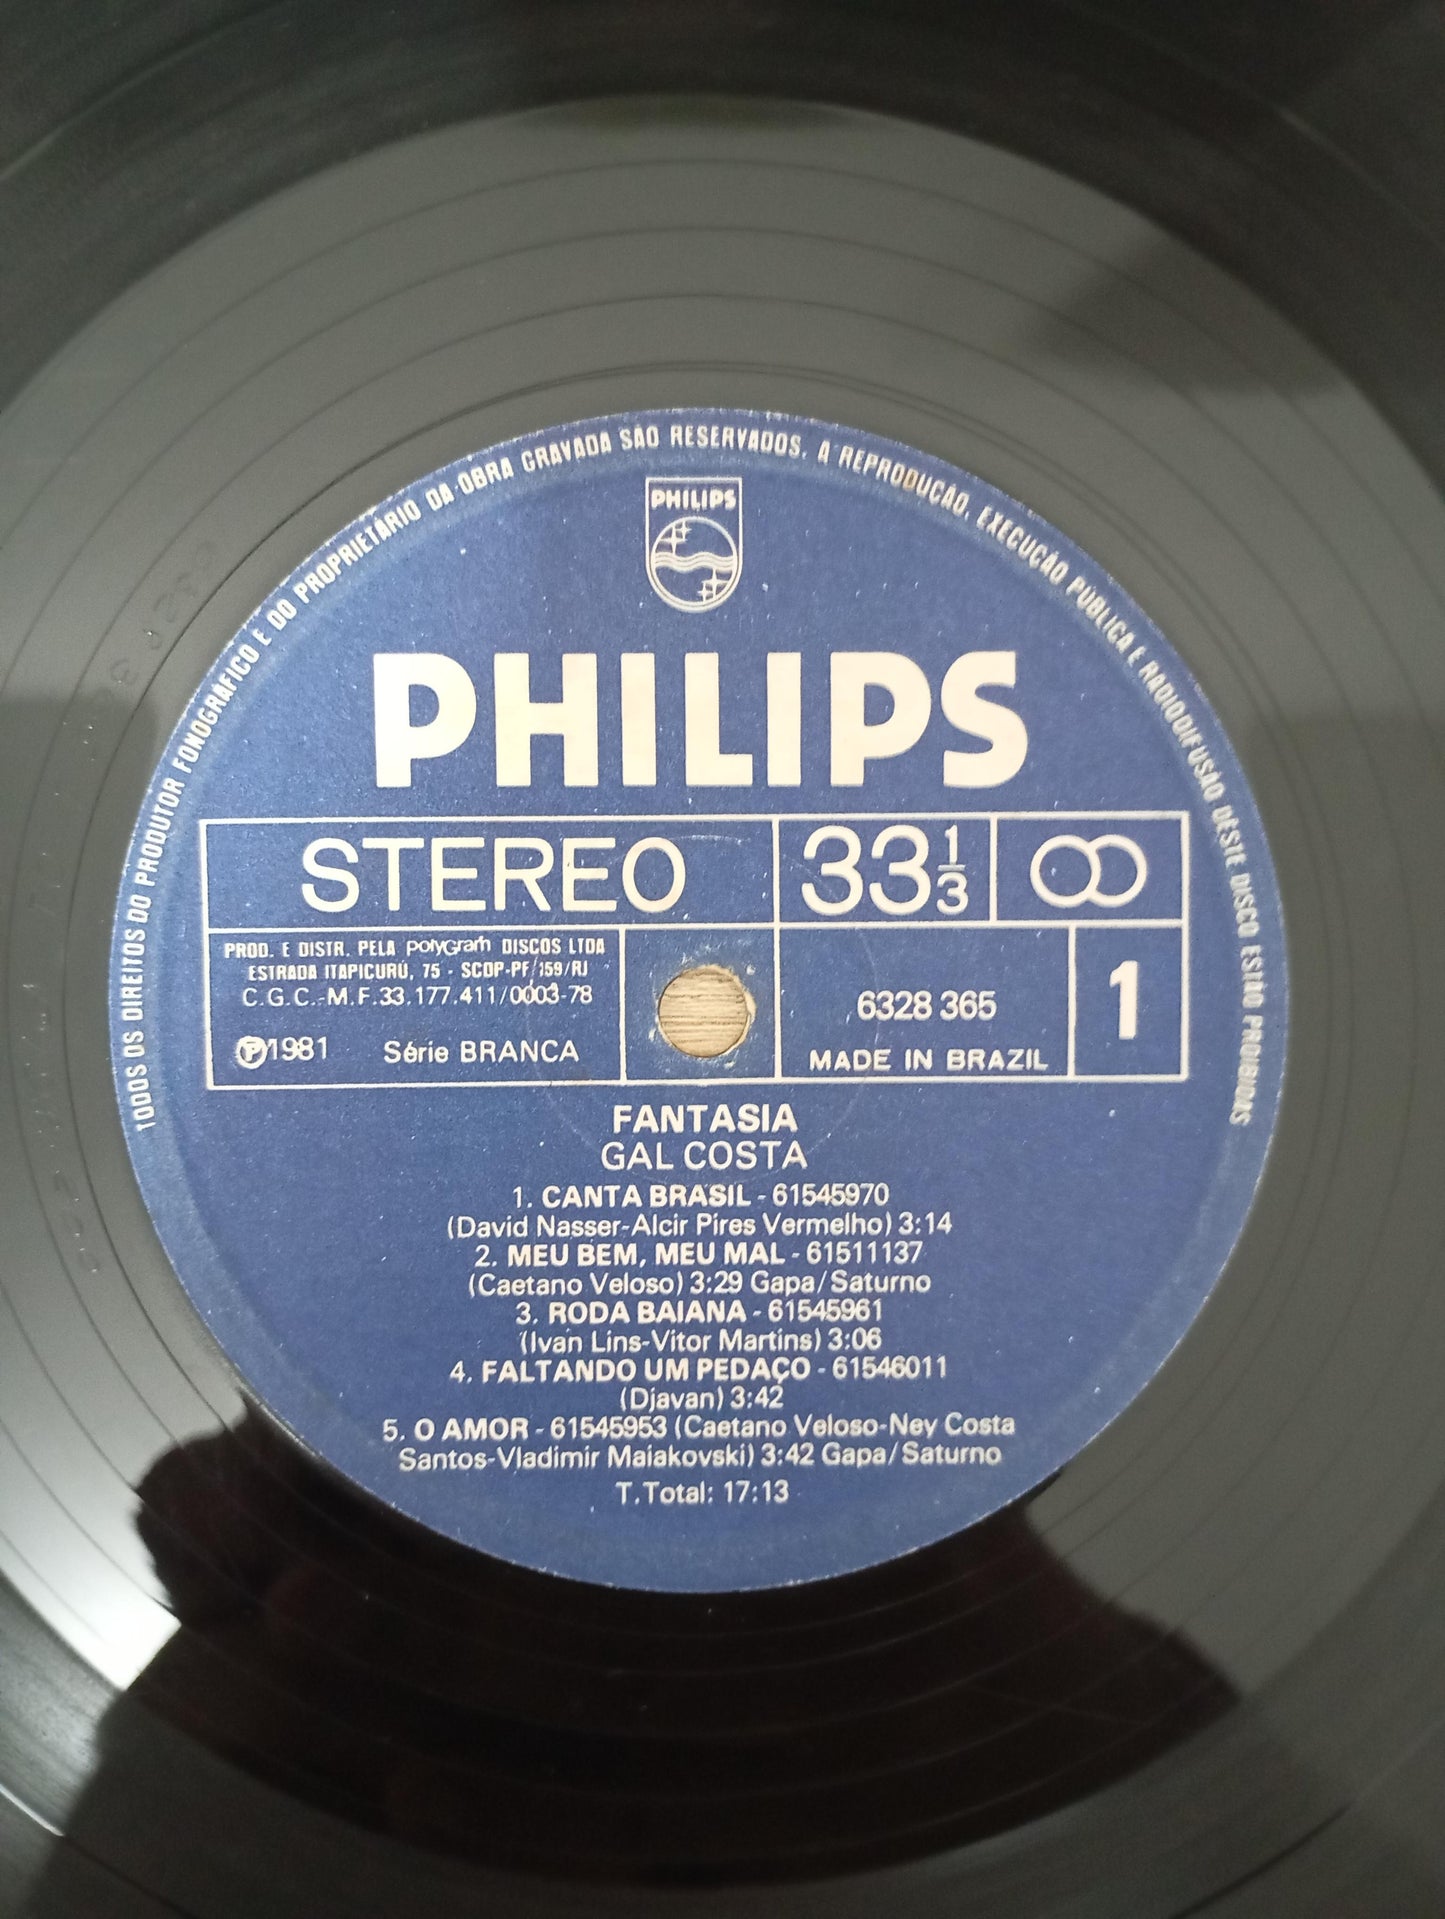 TODOS OS DIREITOS DO PRODUTOR FONOGRÁFICO E DO PROPRIETÁRIO DA OBRA GRAVADA SÃO RESERVADOS. A REPRODUÇÃO, EXECUÇÃO PÚBLICA E RADIODIFUSÃO DESTE DISCO ESTÃO PROIBIDAS
PHILIPS
PHILIPS
STEREO 33 1/3
PROD. E DISTR. PELA polyGram DISCOS LTDA
ESTRADA ITAPICURÚ, 75 - SCDP-PF/159/RJ
C.G.C.-M.F.33.177.411/0003-78
Ⓟ1981 Série BRANCA
6328 365
MADE IN BRAZIL
1
FANTASIA
GAL COSTA
1. CANTA BRASIL - 61545970
(David Nasser-Alcir Pires Vermelho) 3:14
2. MEU BEM, MEU MAL - 61511137
(Caetano Veloso) 3:29 Gapa/Saturno
3. RODA BAIANA - 61545961
(Ivan Lins-Vitor Martins) 3:06
4. FALTANDO UM PEDAÇO - 61546011
(Djavan) 3:42
5. O AMOR - 61545953 (Caetano Veloso-Ney Costa
Santos-Vladimir Maiakovski) 3:42 Gapa/Saturno
T.Total: 17:13